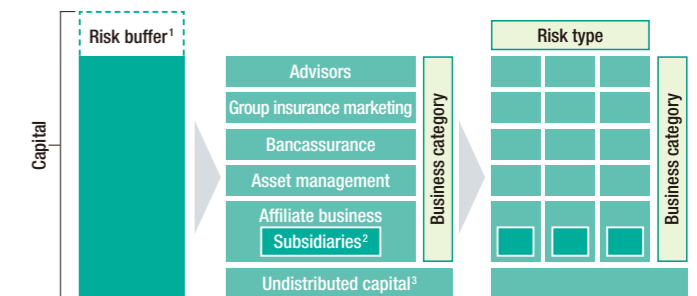 Capital
Risk buffer¹
Advisors
Group insurance marketing
Bancassurance
Asset management
Affiliate business
Subsidiaries²
Undistributed capital³
Business category
Risk type
Business category